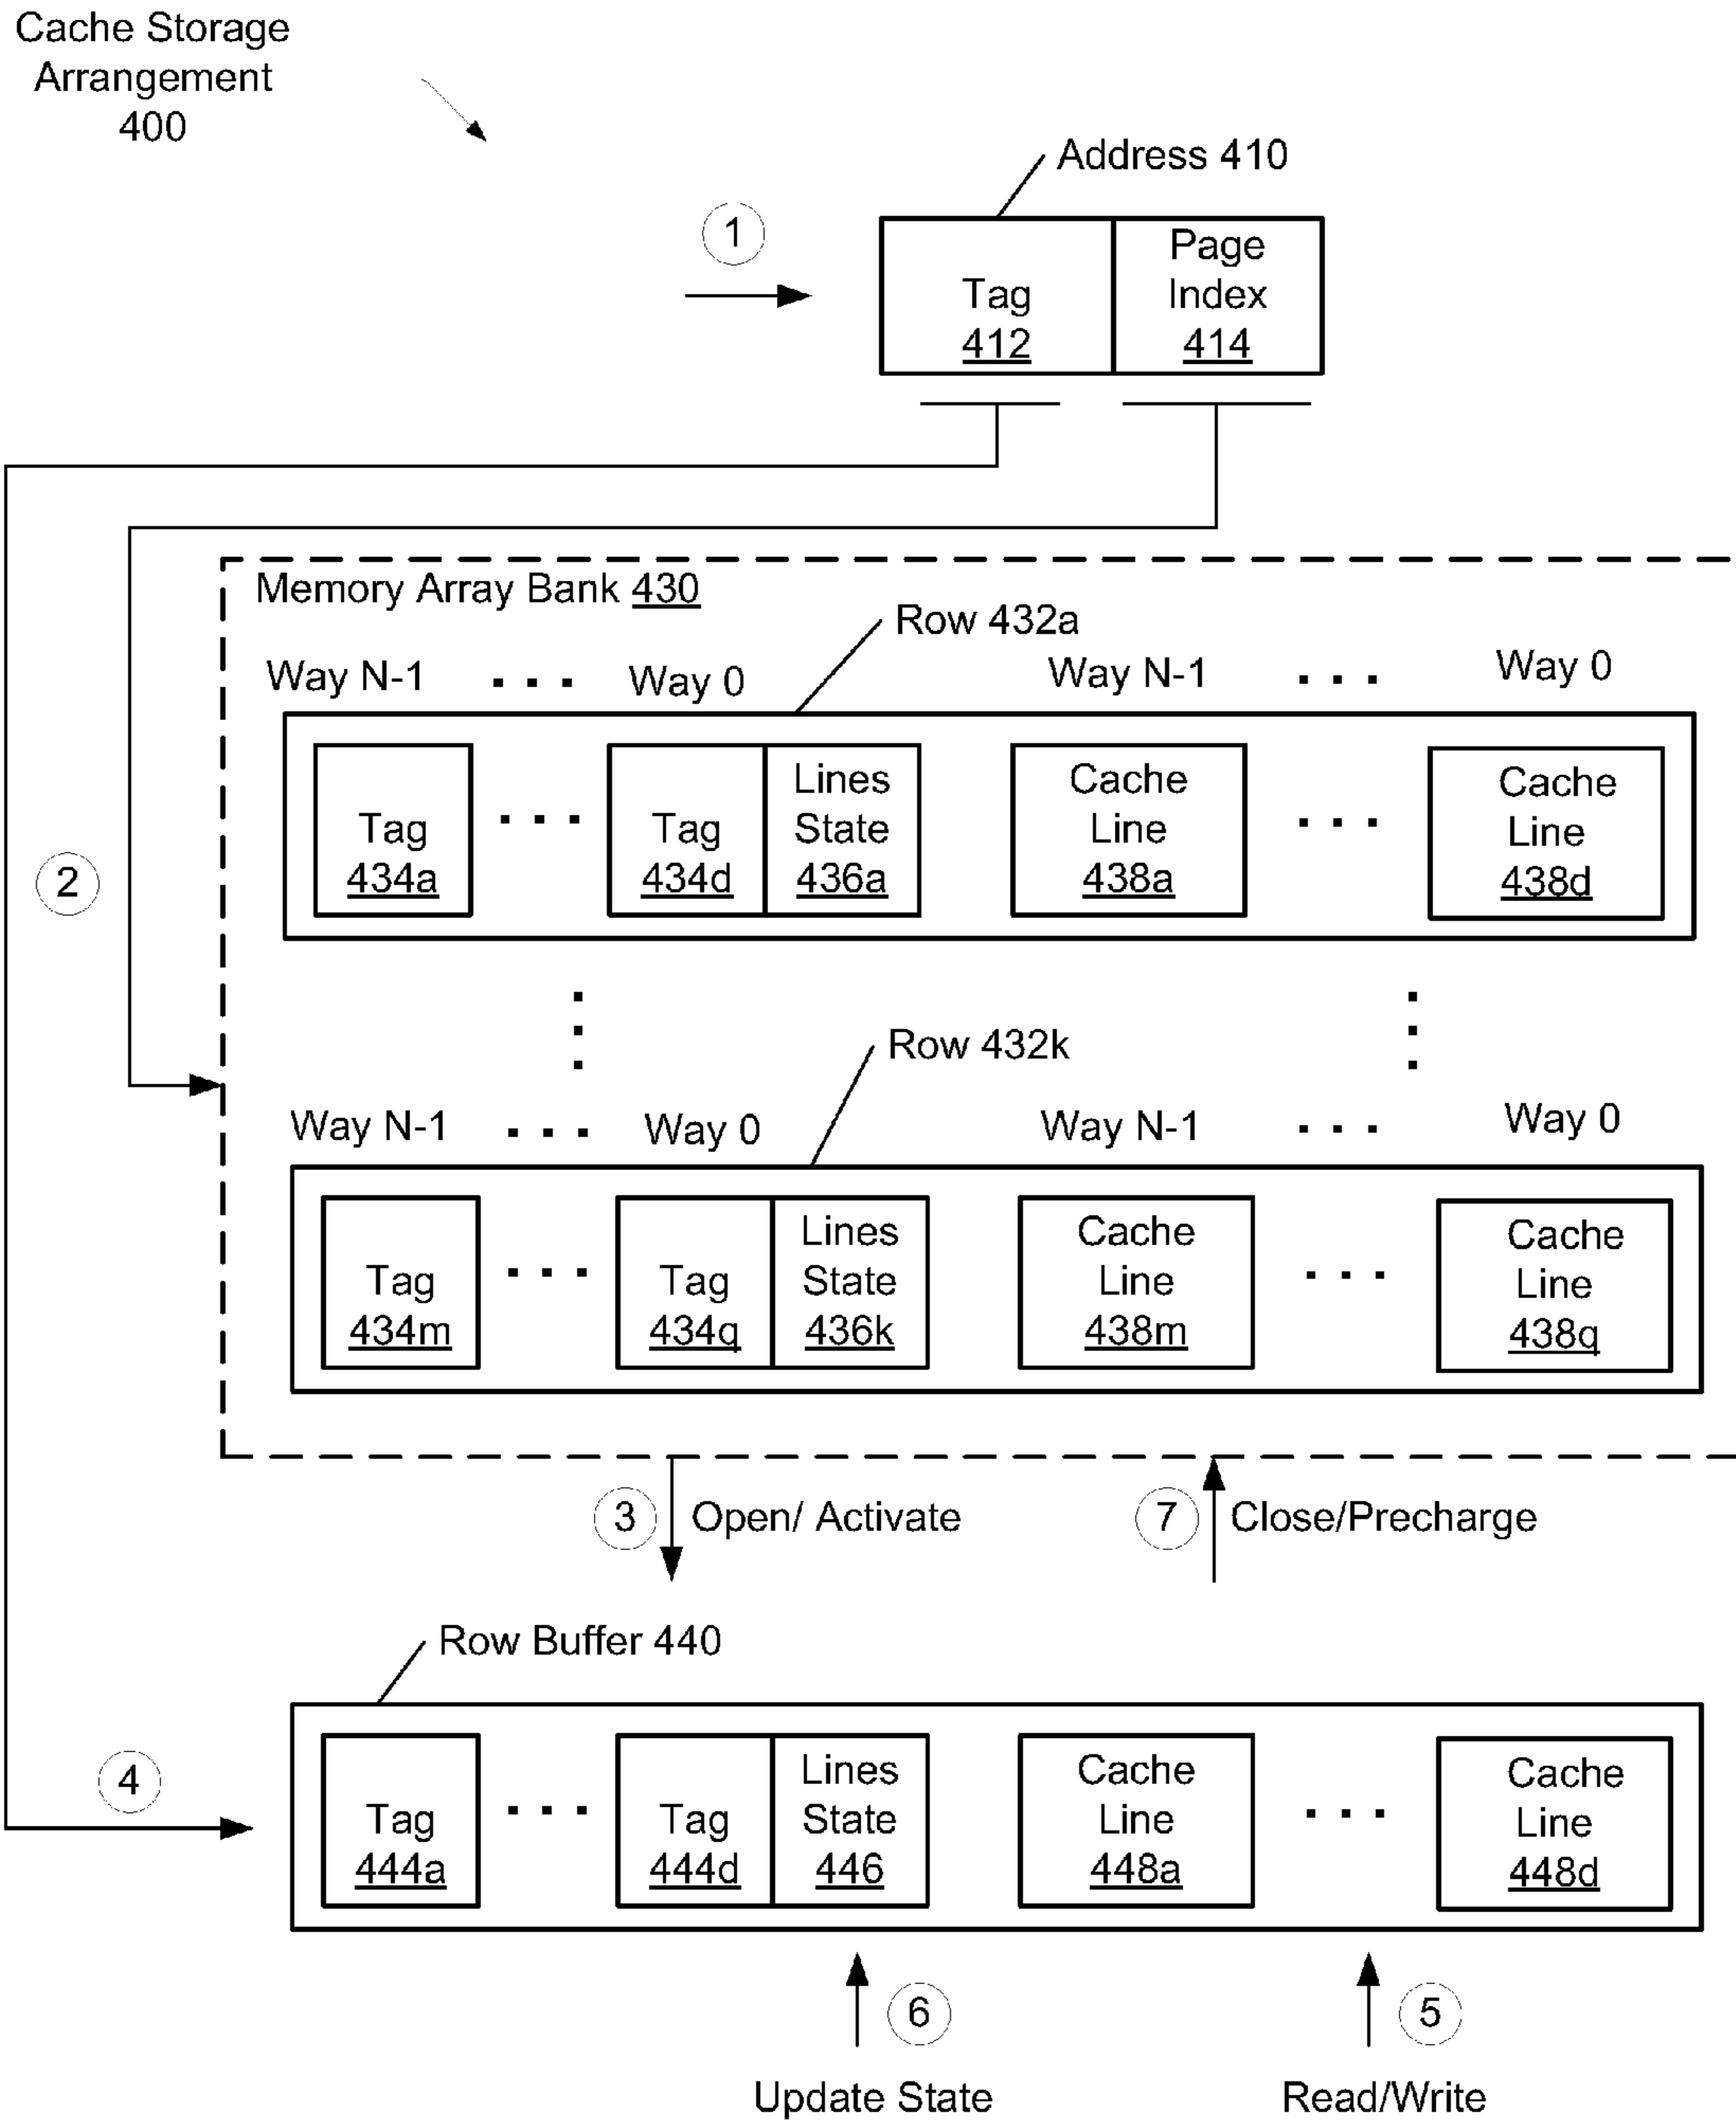 Cache Storage
Arrangement
400
Address 410
1
Tag
412
Page
Index
414
Memory Array Bank 430
Row 432a
Way N-1 ... Way 0 Way N-1 ... Way 0
Tag
434a
...
Tag
434d
Lines
State
436a
Cache
Line
438a
...
Cache
Line
438d
2
Row 432k
Way N-1 ... Way 0 Way N-1 ... Way 0
Tag
434m
...
Tag
434q
Lines
State
436k
Cache
Line
438m
...
Cache
Line
438q
3 Open/ Activate
7 Close/Precharge
Row Buffer 440
4
Tag
444a
...
Tag
444d
Lines
State
446
Cache
Line
448a
...
Cache
Line
448d
6
Update State
5
Read/Write